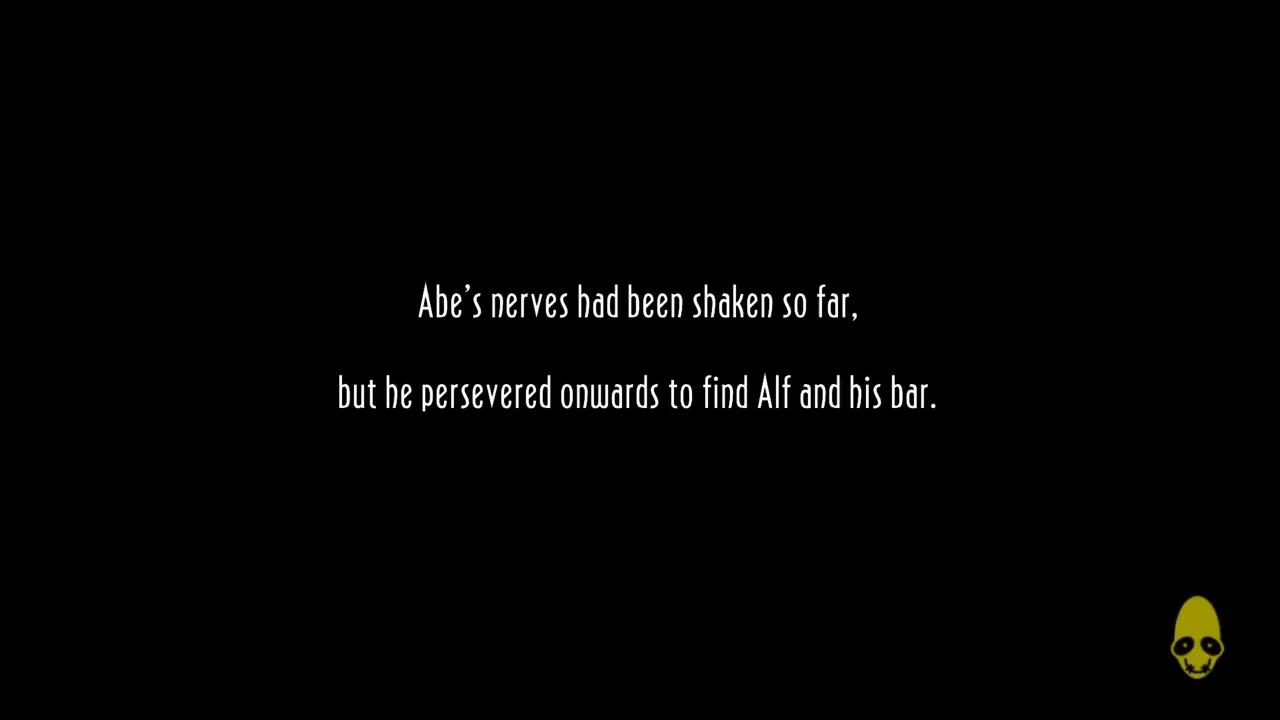 Abe’s nerves had been shaken so far,
but he persevered onwards to find Alf and his bar.